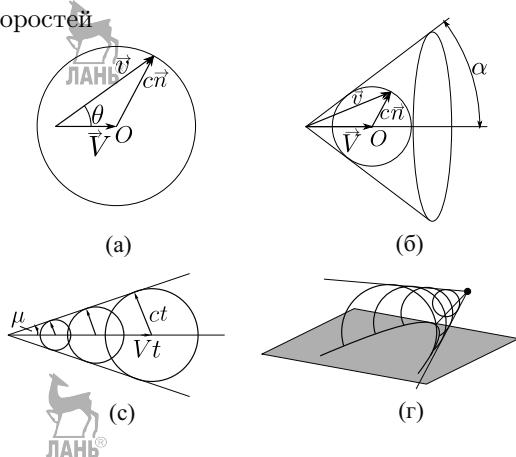 оростей
ЛАНЬ
v⃗
cn⃗
θ
V⃗ O
(а)
v⃗
cn⃗
V⃗ O
α
(б)
μ
ct
Vt
(с)
(г)
ЛАНЬ®